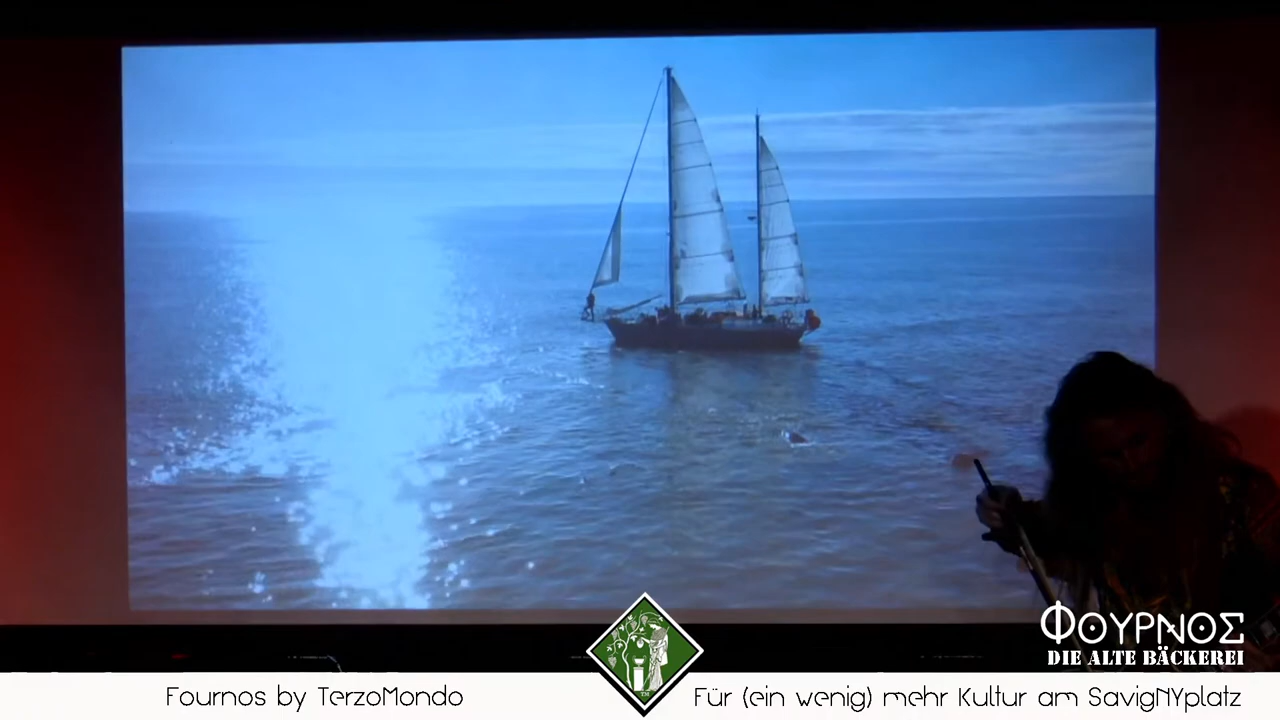 ΦΟΥΡΝΟΣ
DIE ALTE BÄCKEREI
Fournos by TerzoMondo
Für (ein wenig) mehr Kultur am SavigNYplatz